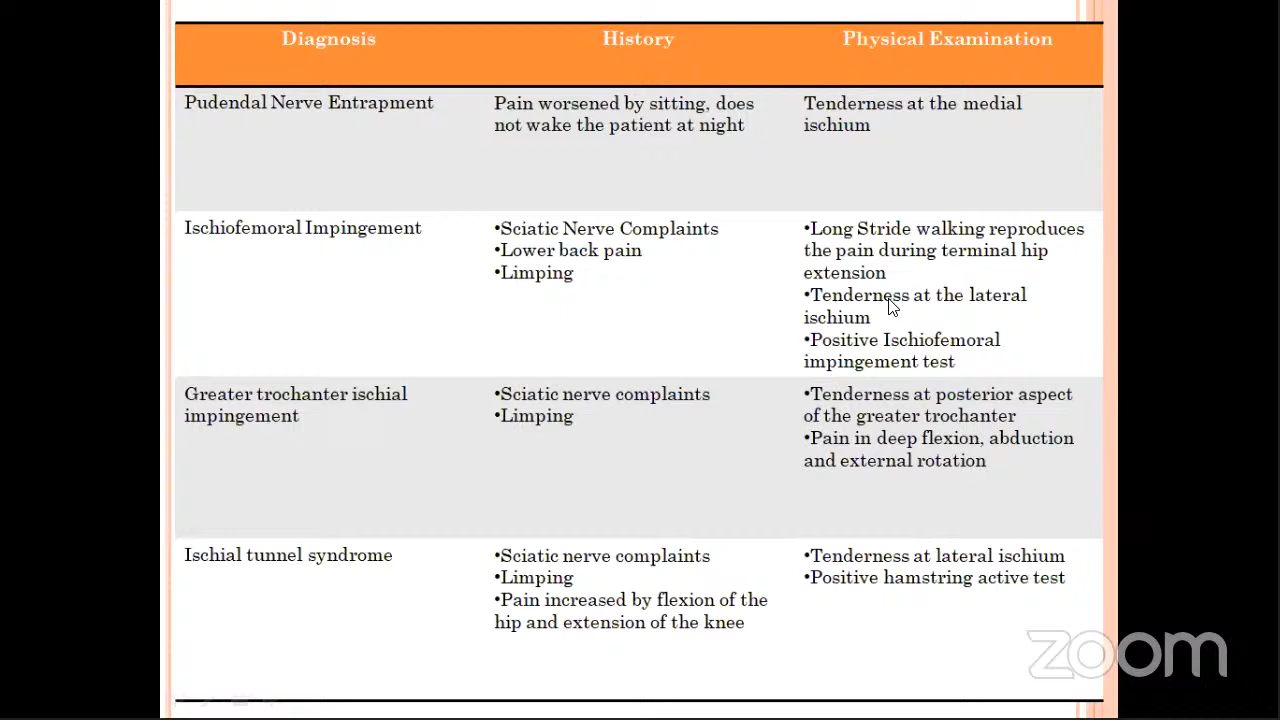 Diagnosis
History
Physical Examination
Pudendal Nerve Entrapment
Pain worsened by sitting, does
not wake the patient at night
Tenderness at the medial
ischium
Ischiofemoral Impingement
•Sciatic Nerve Complaints
•Lower back pain
•Limping
•Long Stride walking reproduces
the pain during terminal hip
extension
•Tenderness at the lateral
ischium
•Positive Ischiofemoral
impingement test
Greater trochanter ischial
impingement
•Sciatic nerve complaints
•Limping
•Tenderness at posterior aspect
of the greater trochanter
•Pain in deep flexion, abduction
and external rotation
Ischial tunnel syndrome
•Sciatic nerve complaints
•Limping
•Pain increased by flexion of the
hip and extension of the knee
•Tenderness at lateral ischium
•Positive hamstring active test
zoom